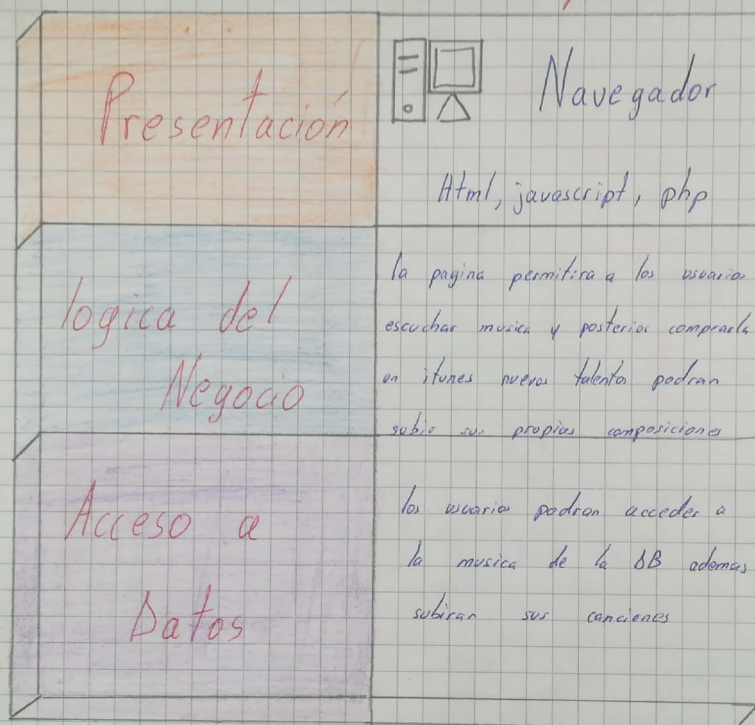 Presentación
Navegador
Html, javascript, php
logica del
Negocio
la pagina permitira a los usuario
escuchar musica y posterior comprarla
en itunes nuevos talentos podran
subir sus propias composiciones
Acceso a
Datos
los usuarios podran acceder a
la musica de la DB ademas
subiran sus canciones